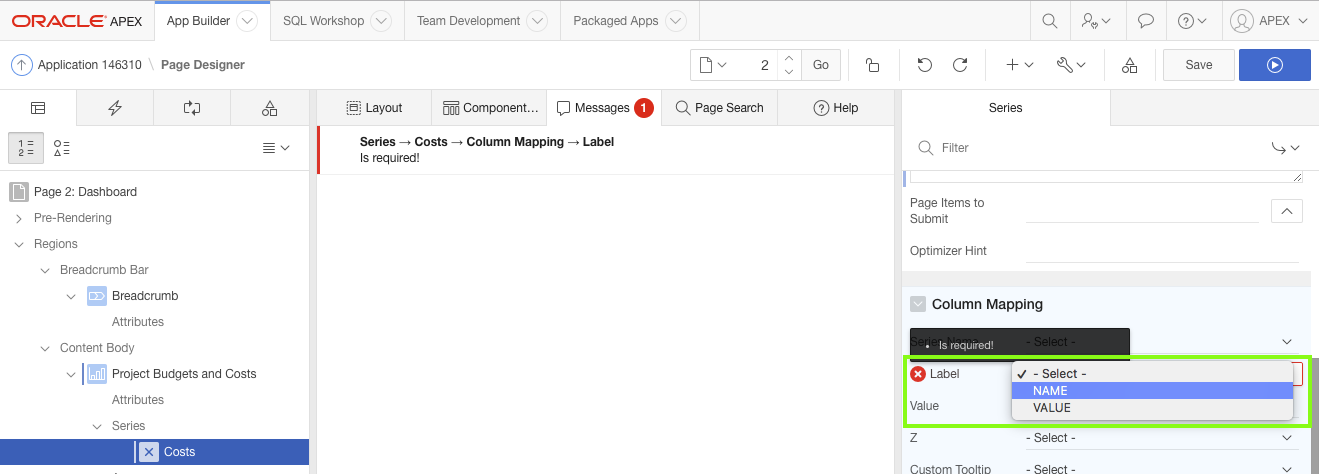 ORACLE APEX App Builder SQL Workshop Team Development Packaged Apps APEX
Application 146310 \ Page Designer 2 Go Save
Layout Component... Messages 1 Page Search Help Series
Series → Costs → Column Mapping → Label
Is required!
Filter
Page 2: Dashboard
Pre-Rendering
Regions
Breadcrumb Bar
Breadcrumb
Attributes
Content Body
Project Budgets and Costs
Attributes
Series
Costs
Page Items to
Submit
Optimizer Hint
Column Mapping
Series Name - Select -
Is required!
Label ✓ - Select -
NAME
Value VALUE
Z - Select -
Custom Tooltip - Select -